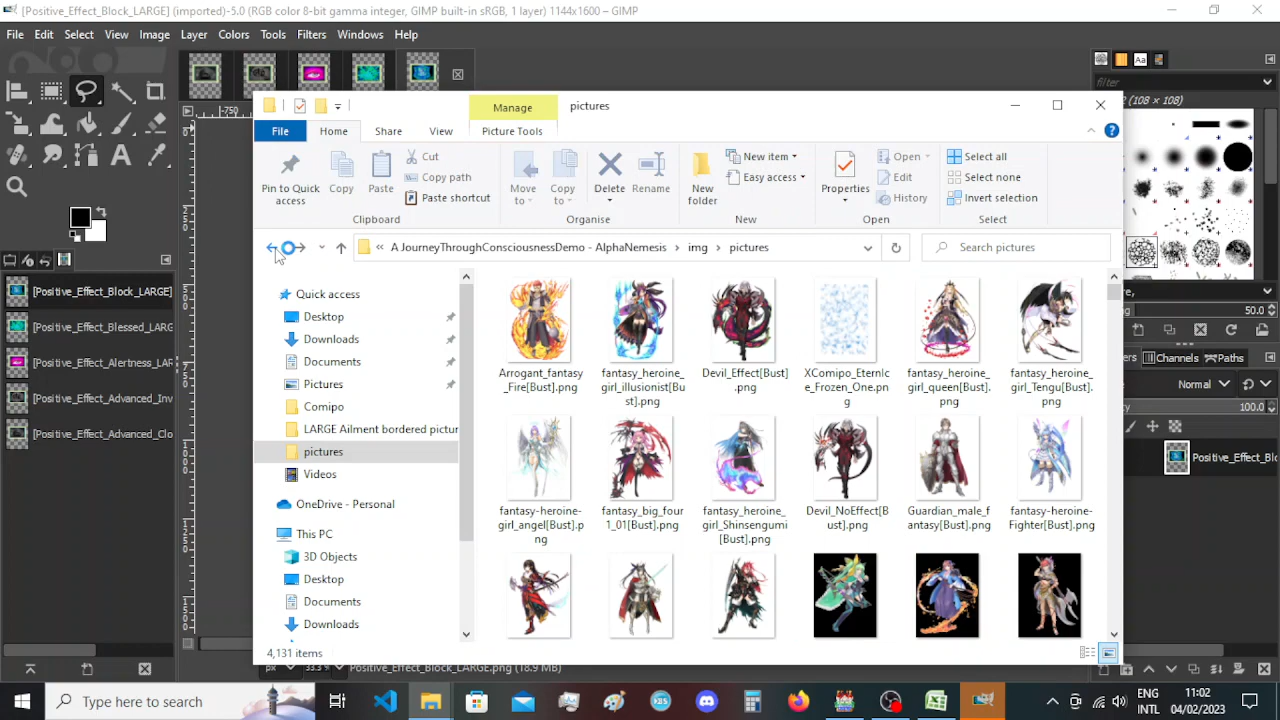 [Positive_Effect_Block_LARGE] (imported)-5.0 (RGB color 8-bit gamma integer, GIMP built-in sRGB, 1 layer) 1144x1600 – GIMP
File Edit Select View Image Layer Colors Tools Filters Windows Help
-750
filter
(108 × 108)
[Positive_Effect_Block_LARGE]
[Positive_Effect_Blessed_LARG
[Positive_Effect_Alertness_LAR
[Positive_Effect_Advanced_Inv
[Positive_Effect_Advanced_Clo
Manage
pictures
File Home Share View Picture Tools
Pin to Quick access
Copy
Paste
Cut
Copy path
Paste shortcut
Clipboard
Move to
Copy to
Delete
Rename
Organise
New folder
New item
Easy access
New
Properties
Open
Edit
History
Open
Select all
Select none
Invert selection
Select
« A JourneyThroughConsciousnessDemo - AlphaNemesis > img > pictures
Search pictures
Quick access
Desktop
Downloads
Documents
Pictures
Comipo
LARGE Ailment bordered pictur
pictures
Videos
OneDrive - Personal
This PC
3D Objects
Desktop
Documents
Downloads
Arrogant_fantasy_Fire[Bust].png
fantasy_heroine_girl_illusionist[Bust].png
Devil_Effect[Bust].png
XComipo_EternIce_Frozen_One.png
fantasy_heroine_girl_queen[Bust].png
fantasy_heroine_girl_Tengu[Bust].png
fantasy-heroine-girl_angel[Bust].png
fantasy_big_four1_01[Bust].png
fantasy_heroine_girl_Shinsengumi[Bust].png
Devil_NoEffect[Bust].png
Guardian_male_fantasy[Bust].png
fantasy-heroine-Fighter[Bust].png
4,131 items
50.0
Channels Paths
Normal
100.0
Positive_Effect_Blo
px 33.3 % Positive_Effect_Block_LARGE.png (18.9 MB)
Type here to search
ENG
INTL
11:02
04/02/2023